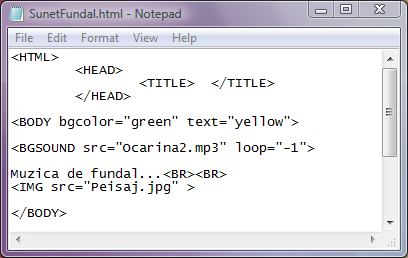 SunetFundal.html - Notepad
File Edit Format View Help
<HTML>
<HEAD>
<TITLE> </TITLE>
</HEAD>
<BODY bgcolor="green" text="yellow">
<BGSOUND src="Ocarina2.mp3" loop="-1">
Muzica de fundal...<BR><BR>
<IMG src="Peisaj.jpg" >
</BODY>